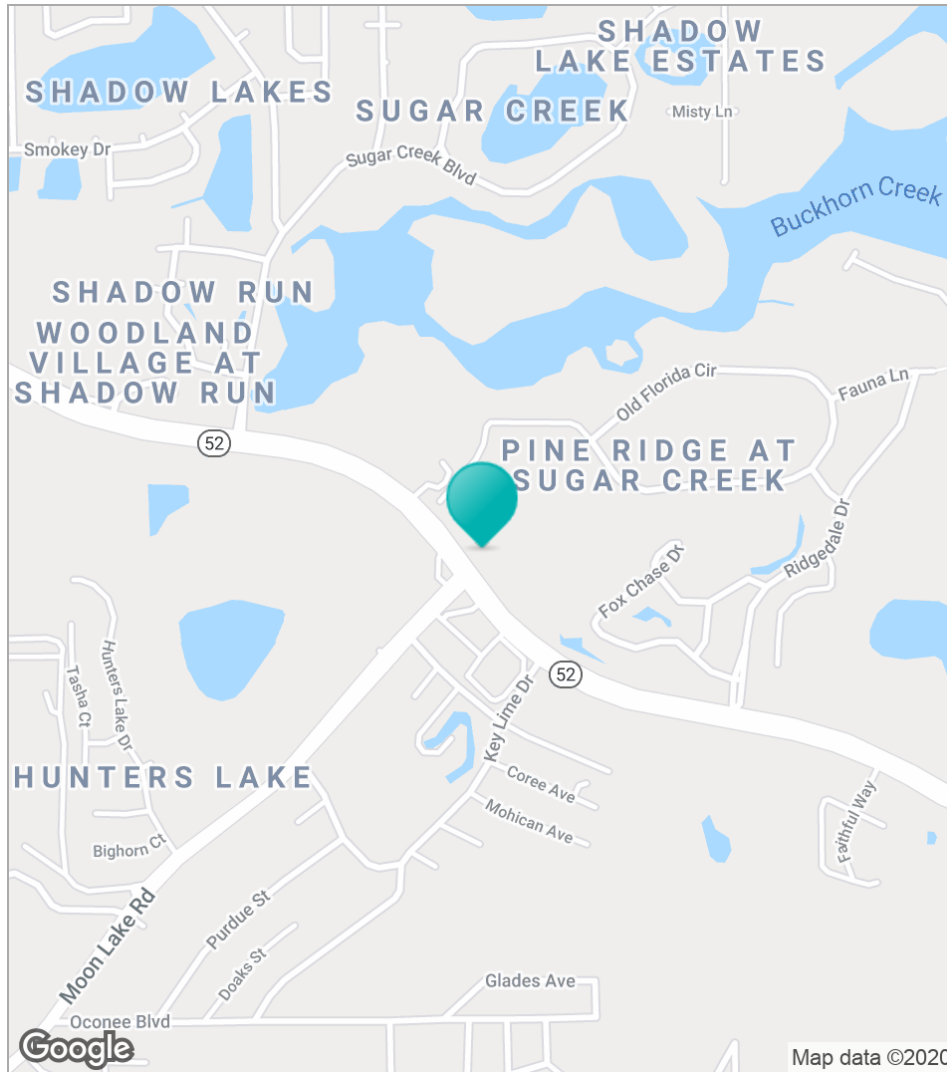 SHADOW
LAKE ESTATES
SHADOW LAKES
SUGAR CREEK
Misty Ln
Smokey Dr
Sugar Creek Blvd
Buckhorn Creek
SHADOW RUN
WOODLAND
VILLAGE AT
SHADOW RUN
Old Florida Cir
Fauna Ln
52
PINE RIDGE AT
SUGAR CREEK
Ridgedale Dr
Fox Chase Dr
Hunters Lake Dr
Tasha Ct
52
Key Lime Dr
HUNTERS LAKE
Coree Ave
Mohican Ave
Faithful Way
Bighorn Ct
Moon Lake Rd
Purdue St
Doaks St
Glades Ave
Oconee Blvd
Google
Map data ©2020